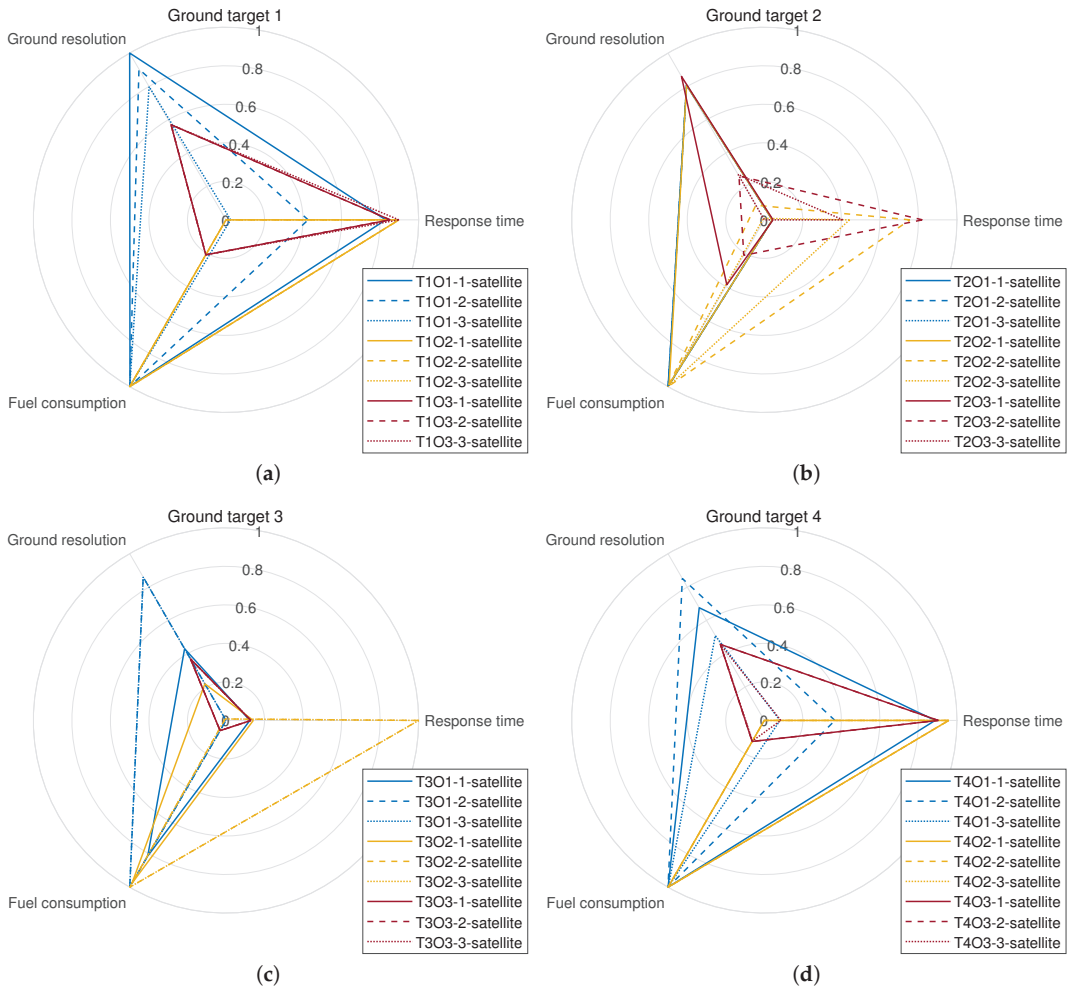 Ground target 1
1
Ground resolution
0.8
0.6
0.4
0.2
0
Response time
Fuel consumption
T1O1-1-satellite
T1O1-2-satellite
T1O1-3-satellite
T1O2-1-satellite
T1O2-2-satellite
T1O2-3-satellite
T1O3-1-satellite
T1O3-2-satellite
T1O3-3-satellite
(a)
Ground target 2
1
Ground resolution
0.8
0.6
0.4
0.2
0
Response time
Fuel consumption
T2O1-1-satellite
T2O1-2-satellite
T2O1-3-satellite
T2O2-1-satellite
T2O2-2-satellite
T2O2-3-satellite
T2O3-1-satellite
T2O3-2-satellite
T2O3-3-satellite
(b)
Ground target 3
1
Ground resolution
0.8
0.6
0.4
0.2
0
Response time
Fuel consumption
T3O1-1-satellite
T3O1-2-satellite
T3O1-3-satellite
T3O2-1-satellite
T3O2-2-satellite
T3O2-3-satellite
T3O3-1-satellite
T3O3-2-satellite
T3O3-3-satellite
(c)
Ground target 4
1
Ground resolution
0.8
0.6
0.4
0.2
0
Response time
Fuel consumption
T4O1-1-satellite
T4O1-2-satellite
T4O1-3-satellite
T4O2-1-satellite
T4O2-2-satellite
T4O2-3-satellite
T4O3-1-satellite
T4O3-2-satellite
T4O3-3-satellite
(d)